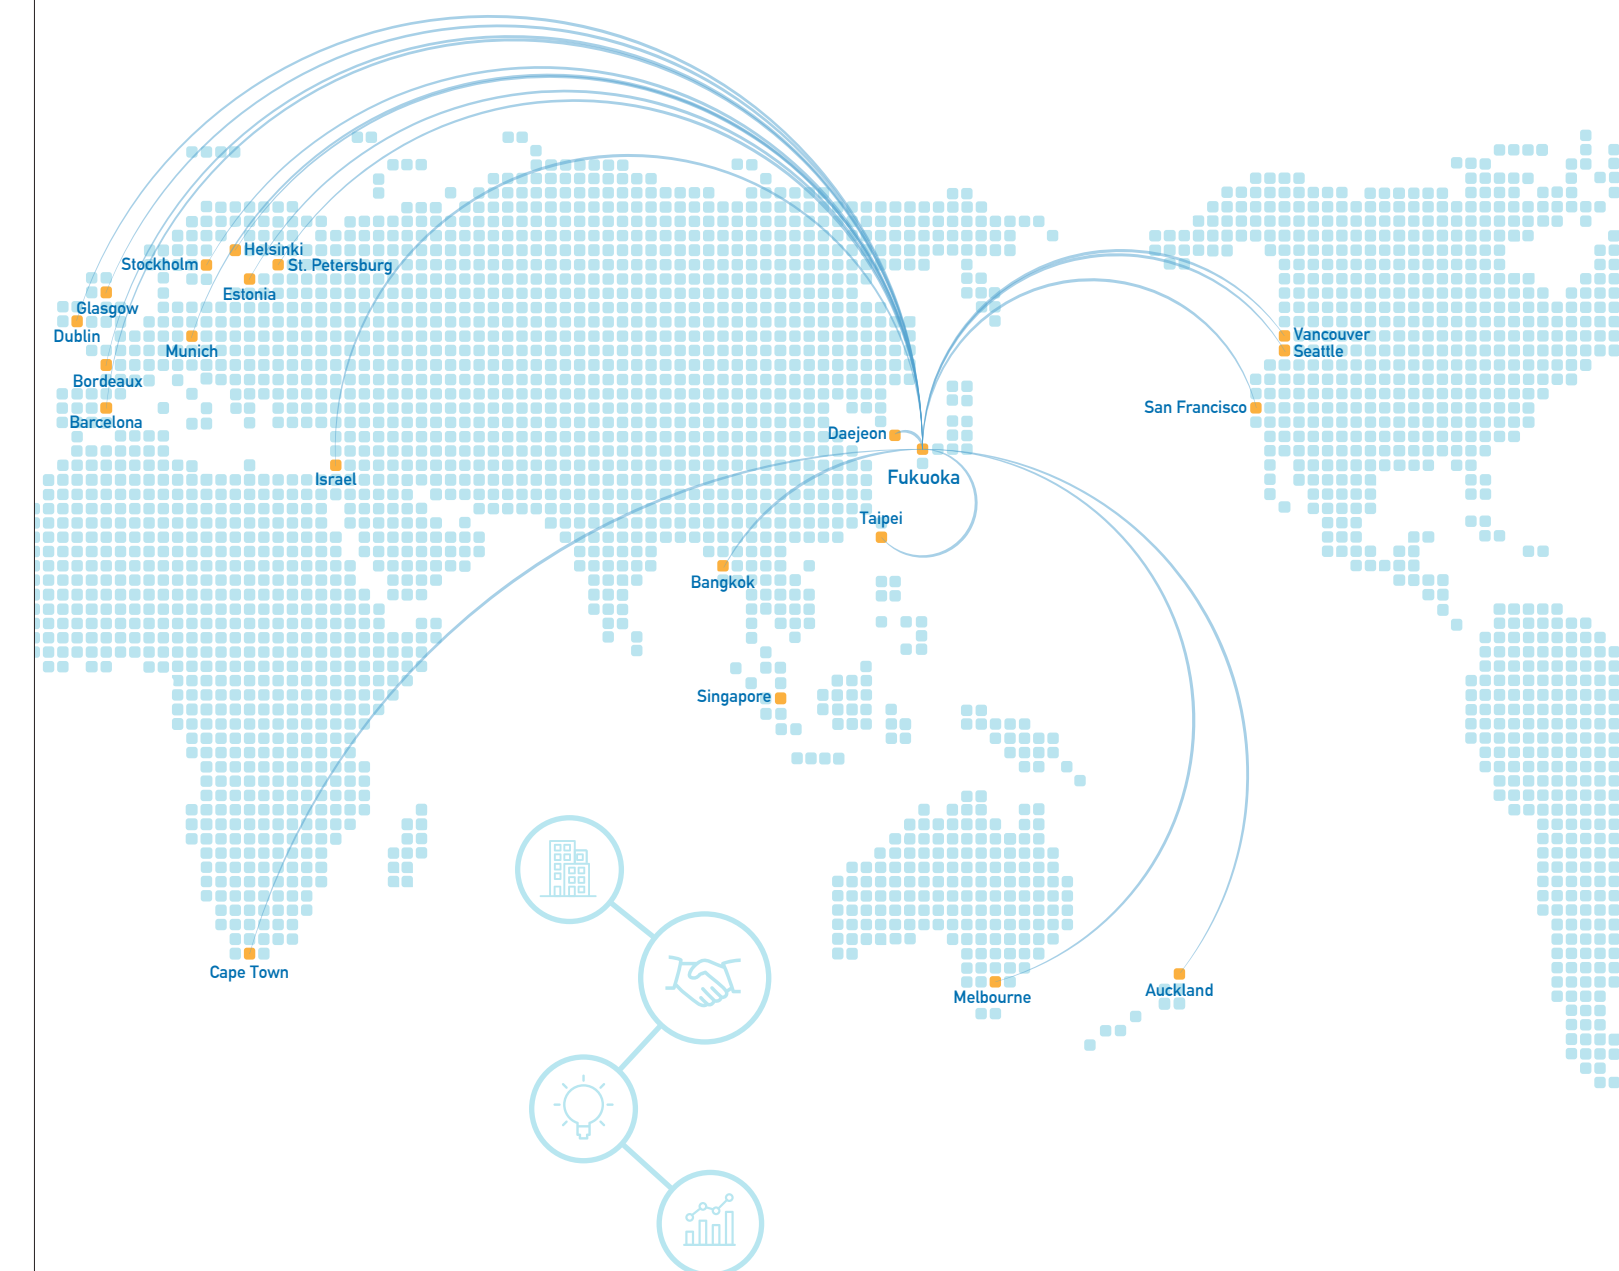 Helsinki
Stockholm
St. Petersburg
Estonia
Glasgow
Dublin
Munich
Bordeaux
Barcelona
Israel
Vancouver
Seattle
San Francisco
Daejeon
Fukuoka
Taipei
Bangkok
Singapore
Cape Town
Melbourne
Auckland